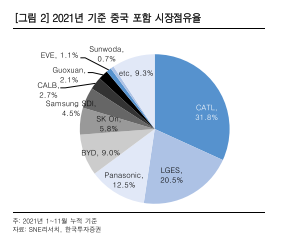 [그림 2] 2021년 기준 중국 포함 시장점유율
Sunwoda,
0.7%
EVE, 1.1%
Guoxuan,
2.1%
CALB,
2.7%
Samsung SDI,
4.5%
SK On,
5.8%
BYD, 9.0%
Panasonic,
12.5%
LGES,
20.5%
CATL,
31.8%
etc, 9.3%
주: 2021년 1~11월 누적 기준
자료: SNE리서치, 한국투자증권